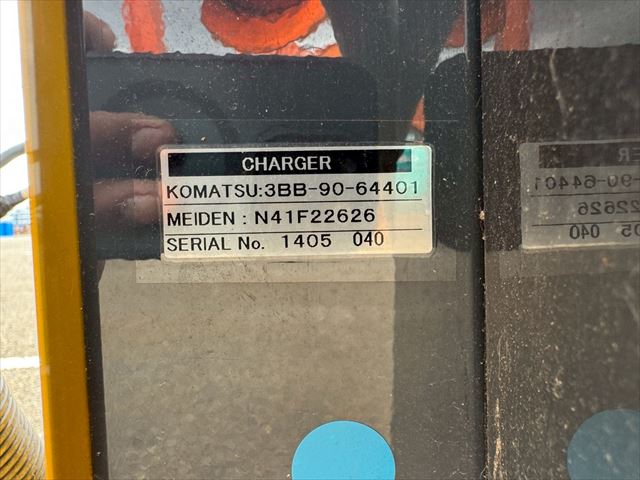 CHARGER
KOMATSU:3BB-90-64401
MEIDEN : N41F22626
SERIAL No. 1405 040